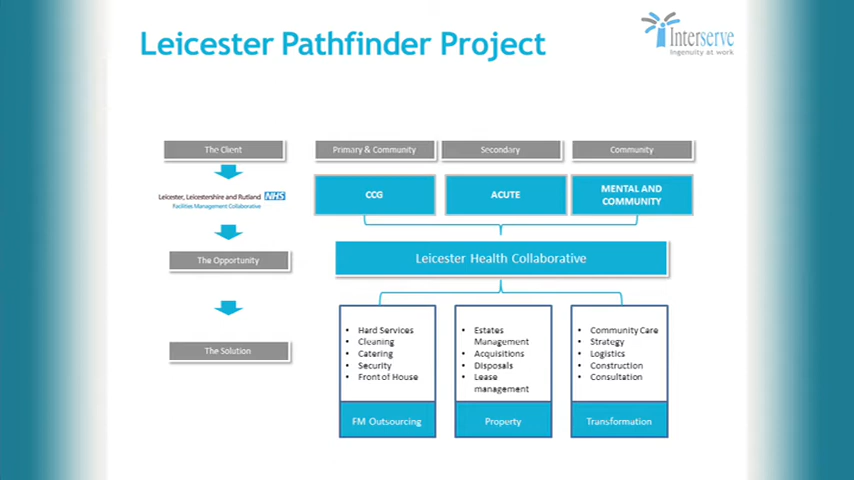 Leicester Pathfinder Project
Interserve
Ingenuity at work
The Client
Primary & Community
Secondary
Community
Leicester, Leicestershire and Rutland NHS
Facilities Management Collaborative
CCG
ACUTE
MENTAL AND
COMMUNITY
The Opportunity
Leicester Health Collaborative
The Solution
• Hard Services
• Cleaning
• Catering
• Security
• Front of House
FM Outsourcing
• Estates
Management
• Acquisitions
• Disposals
• Lease
management
Property
• Community Care
• Strategy
• Logistics
• Construction
• Consultation
Transformation